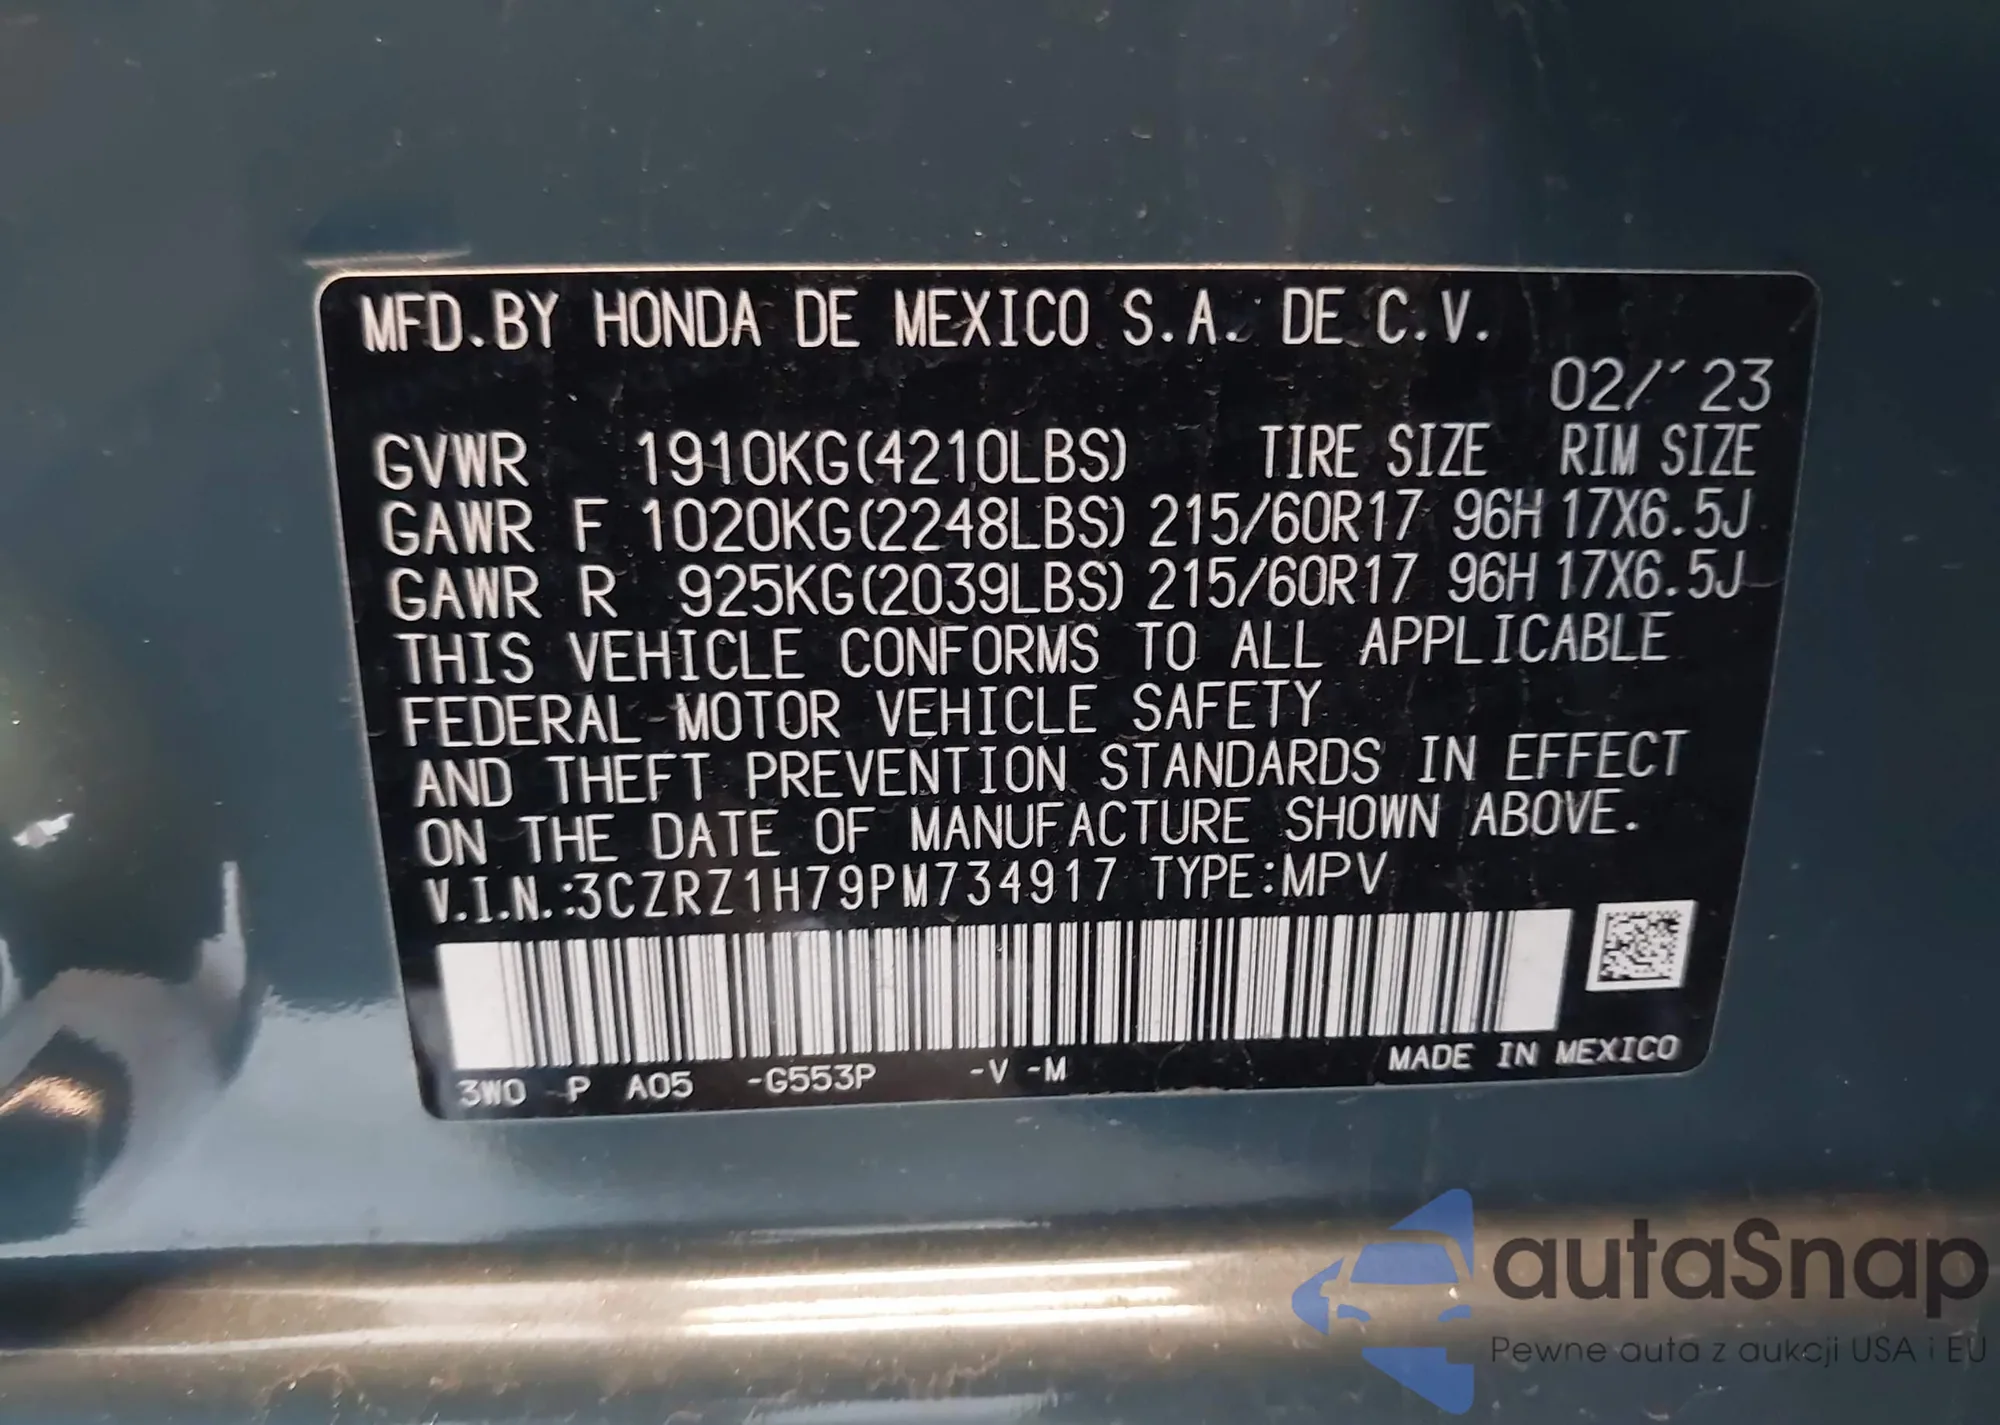 MFD.BY HONDA DE MEXICO S.A. DE C.V.
02/'23
GVWR 1910KG(4210LBS) TIRE SIZE RIM SIZE
GAWR F 1020KG(2248LBS) 215/60R17 96H 17X6.5J
GAWR R 925KG(2039LBS) 215/60R17 96H 17X6.5J
THIS VEHICLE CONFORMS TO ALL APPLICABLE
FEDERAL MOTOR VEHICLE SAFETY
AND THEFT PREVENTION STANDARDS IN EFFECT
ON THE DATE OF MANUFACTURE SHOWN ABOVE.
V.I.N.:3CZRZ1H79PM734917 TYPE:MPV
3W0 P A05 -G553P -V -M MADE IN MEXICO
autaSnap
Pewne auta z aukcji USA i EU